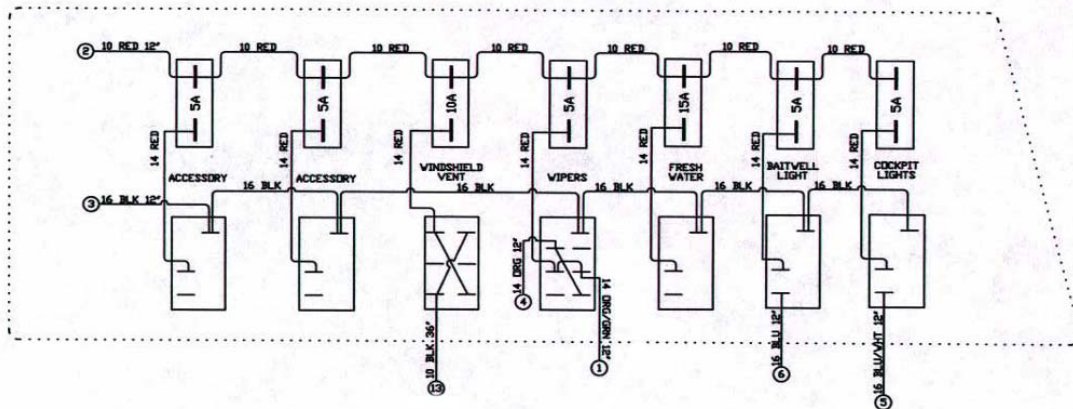 2 10 RED 12" 10 RED 10 RED 10 RED 10 RED 10 RED 10 RED
5A 5A 10A 5A 15A 5A 5A
14 RED 14 RED 14 RED 14 RED 14 RED 14 RED 14 RED
ACCESSORY ACCESSORY WINDSHIELD VENT WIPERS FRESH WATER BAITWELL LIGHT COCKPIT LIGHTS
3 16 BLK 12" 16 BLK 16 BLK 16 BLK 16 BLK 16 BLK
14 ORG 12"
4
14 ORG/GRN 12"
1
10 BLK 36"
13
16 BLU 12"
6
16 BLU/WHT 12"
5